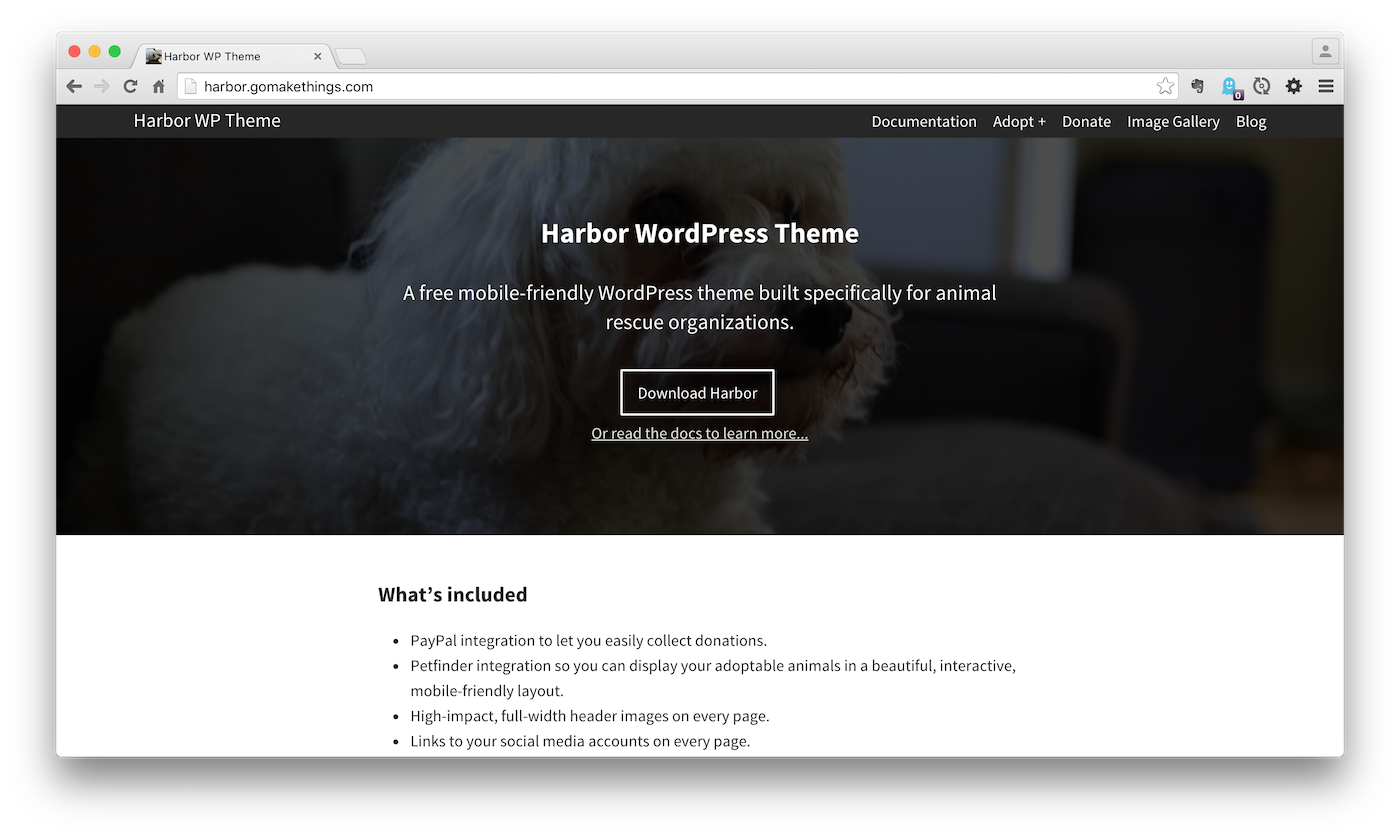 Harbor WP Theme
harbor.gomakethings.com
0
Harbor WP Theme
Documentation Adopt + Donate Image Gallery Blog
Harbor WordPress Theme
A free mobile-friendly WordPress theme built specifically for animal
rescue organizations.
Download Harbor
Or read the docs to learn more...
What’s included
• PayPal integration to let you easily collect donations.
• Petfinder integration so you can display your adoptable animals in a beautiful, interactive,
mobile-friendly layout.
• High-impact, full-width header images on every page.
• Links to your social media accounts on every page.